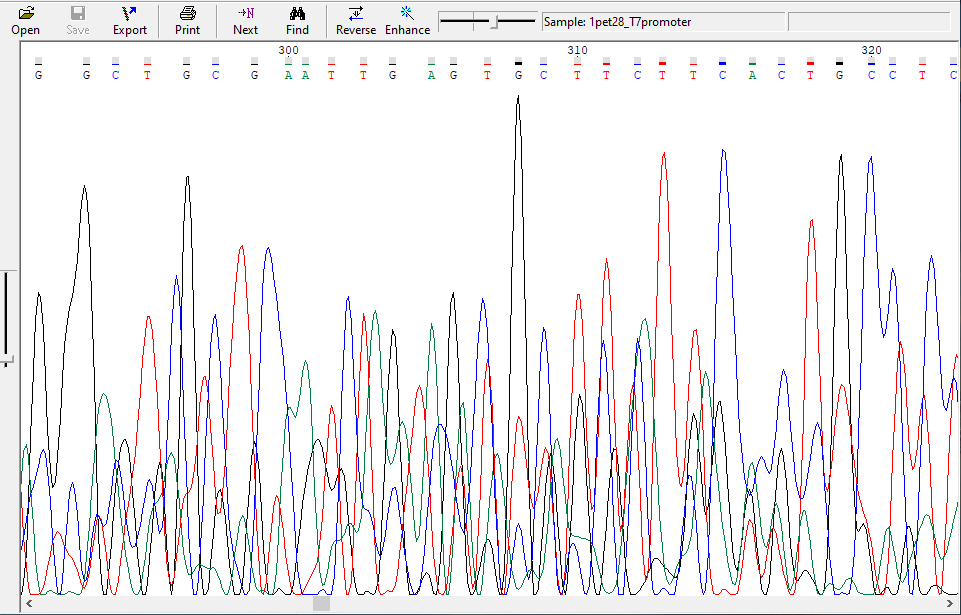 Open Save Export Print Next Find Reverse Enhance Sample: 1pet28_T7promoter
300 310 320
G G C T G C G A A T T G A G T G C T T C T T C A C T G C C T C